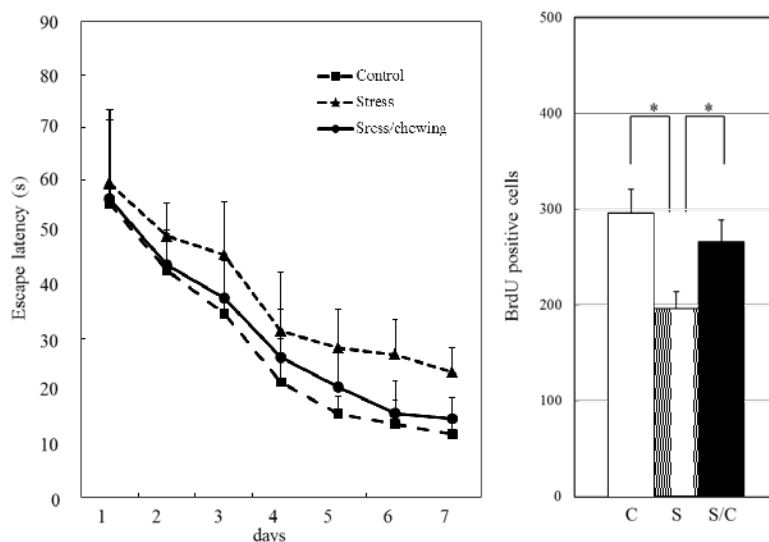 90
80
70
60
50
40
30
20
10
0
Escape latency (s)
Control
Stress
Sress/chewing
1 2 3 4 5 6 7
days
500
400
300
200
100
0
BrdU positive cells
* *
C S S/C